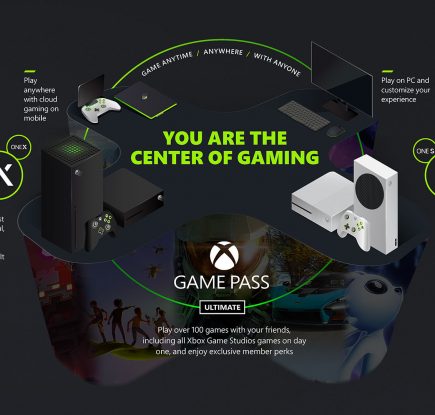 GAME ANYTIME / ANYWHERE / WITH ANYONE
Play
anywhere
with cloud
gaming on
mobile
Play on PC and
customize your
experience
YOU ARE THE
CENTER OF GAMING
ONE X
X
ONE S
GAME PASS
ULTIMATE
Play over 100 games with your friends,
including all Xbox Game Studios games on day
one, and enjoy exclusive member perks